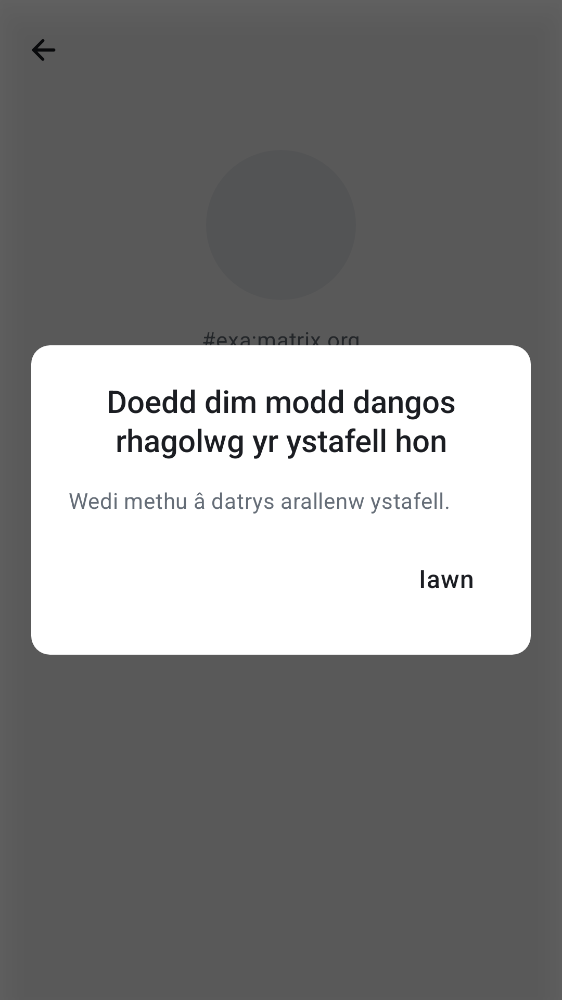 #exa:matrix.org
Doedd dim modd dangos
rhagolwg yr ystafell hon
Wedi methu â datrys arallenw ystafell.
Iawn